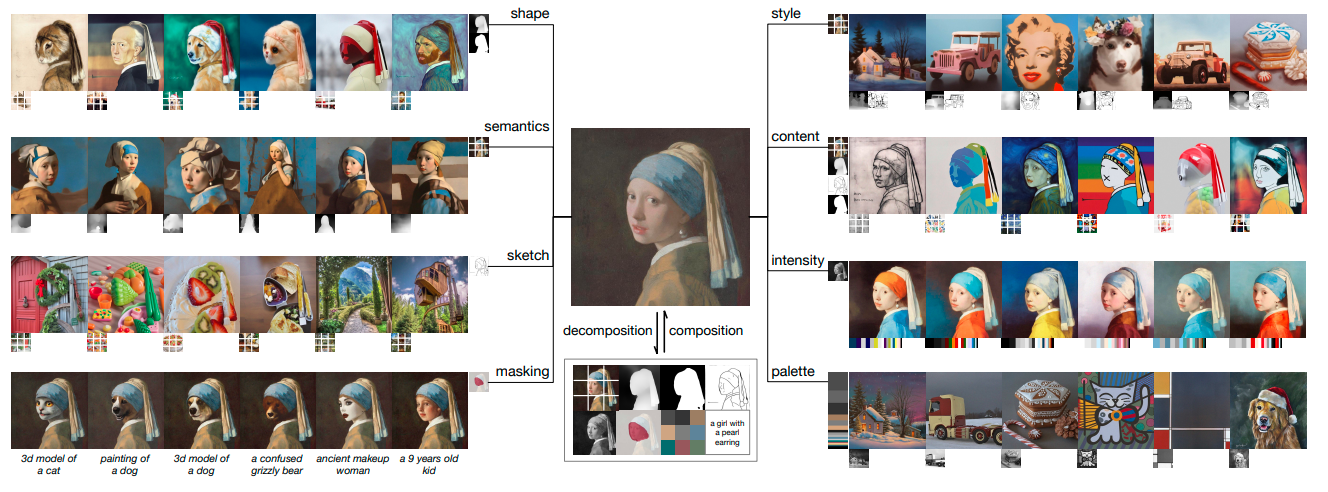 shape
style
semantics
content
sketch
intensity
decomposition
composition
masking
palette
a girl with
a pearl
earring
3d model of
a cat
painting of
a dog
3d model of
a dog
a confused
grizzly bear
ancient makeup
woman
a 9 years old
kid